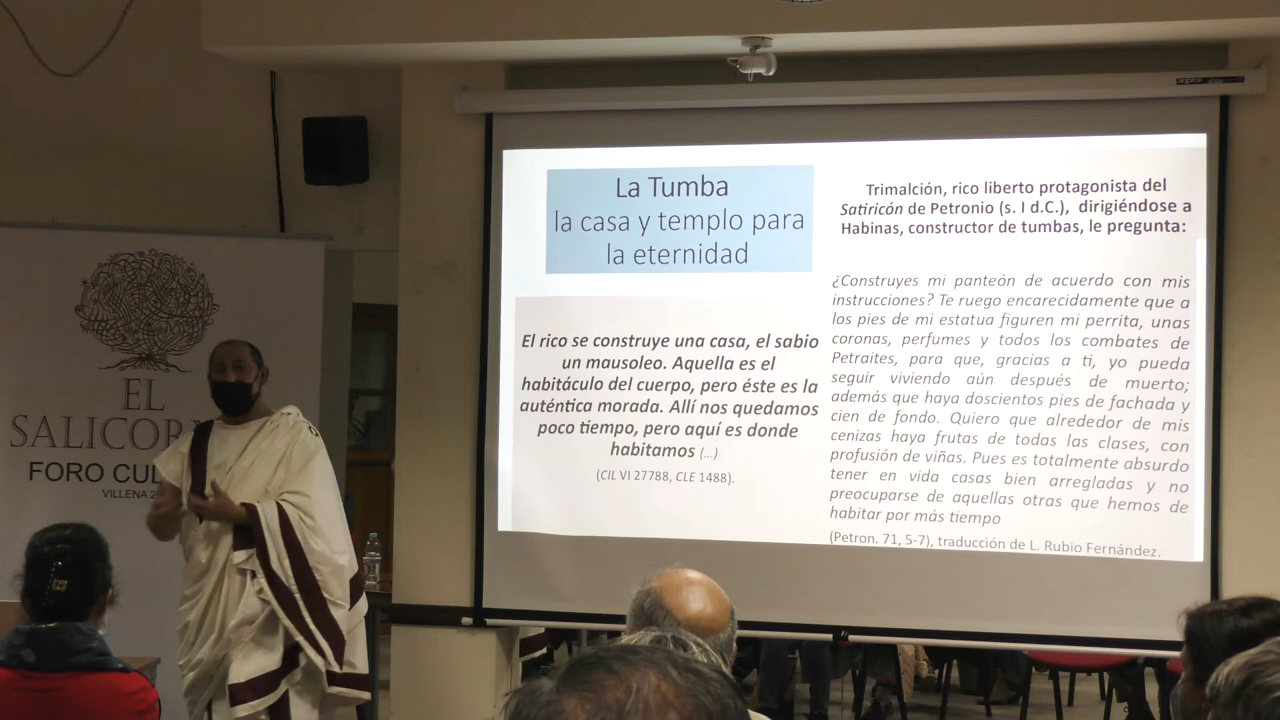 EL
FORO
La Tumba
la casa y templo para
la eternidad
El rico se construye una casa, el sabio
un mausoleo. Aquella es el
habitáculo del cuerpo, pero éste es la
auténtica morada. Allí nos quedamos
poco tiempo, pero aquí es donde
habitamos (...)
(CIL VI 27788, CLE 1488).
Trimalción, rico liberto protagonista del
Satiricón de Petronio (s. I d.C.), dirigiéndose a
Habinas, constructor de tumbas, le pregunta:
¿Construyes mi panteón de acuerdo con mis
instrucciones? Te ruego encarecidamente que a
los pies de mi estatua figuren mi perrita, unas
coronas, perfumes y todos los combates de
Petraites, para que, gracias a ti, yo pueda
seguir viviendo aún después de muerto;
además que haya doscientos pies de fachada y
cien de fondo. Quiero que alrededor de mis
cenizas haya frutas de todas las clases, con
profusión de viñas. Pues es totalmente absurdo
tener en vida casas bien arregladas y no
preocuparse de aquellas otras que hemos de
habitar por más tiempo
(Petron. 71, 5-7), traducción de L. Rubio Fernández.
VILLENA